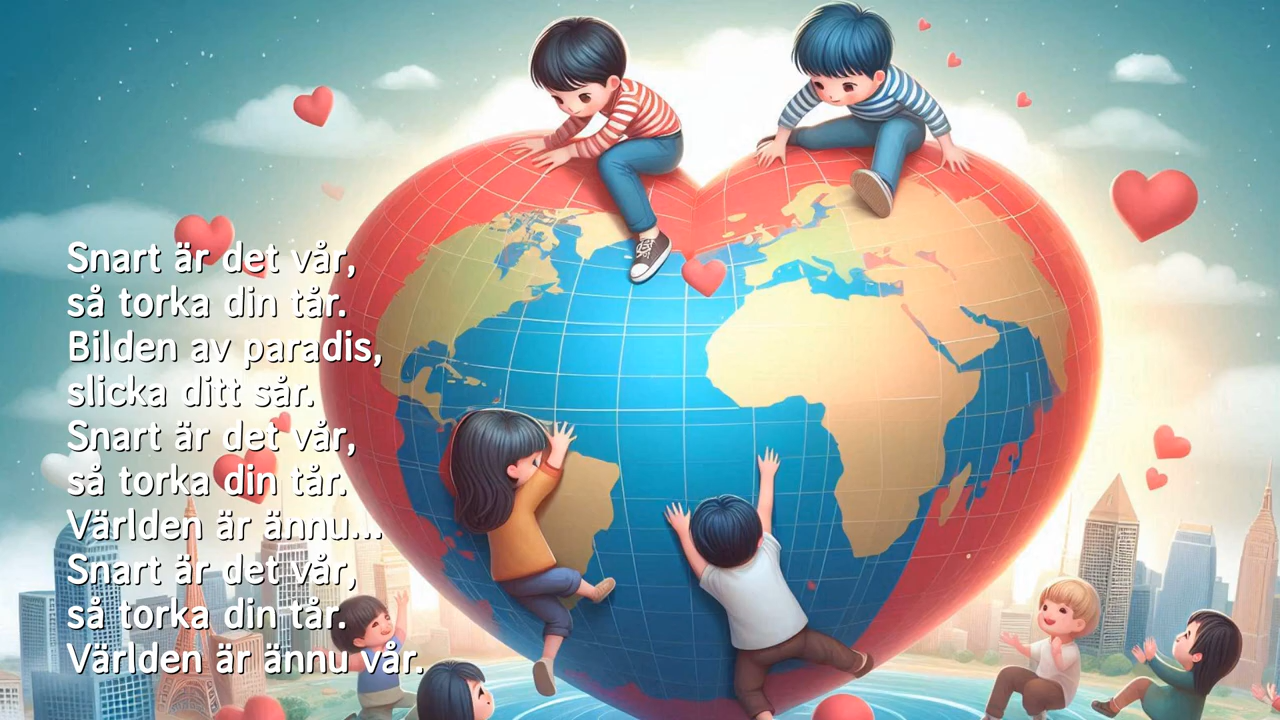 Snart är det vår,
så torka din tår.
Bilden av paradis,
slicka ditt sår.
Snart är det vår,
så torka din tår.
Världen är ännu...
Snart är det vår,
så torka din tår.
Världen är ännu vår.